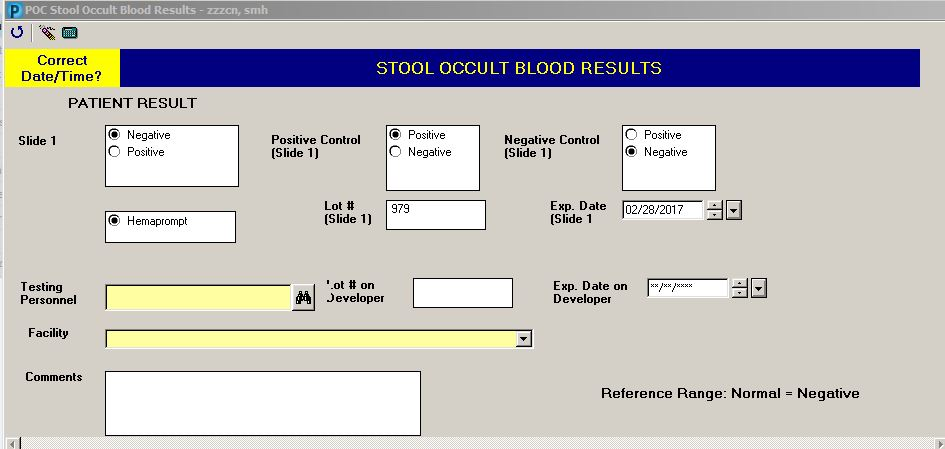 POC Stool Occult Blood Results - zzzcn, smh
Correct
Date/Time?
STOOL OCCULT BLOOD RESULTS
PATIENT RESULT
Slide 1
Negative
Positive
Positive Control
(Slide 1)
Positive
Negative
Negative Control
(Slide 1)
Positive
Negative
Hemaprompt
Lot #
(Slide 1)
979
Exp. Date
(Slide 1
02/28/2017
Testing
Personnel
Lot # on
Developer
Exp. Date on
Developer
**/**/****
Facility
Comments
Reference Range: Normal = Negative